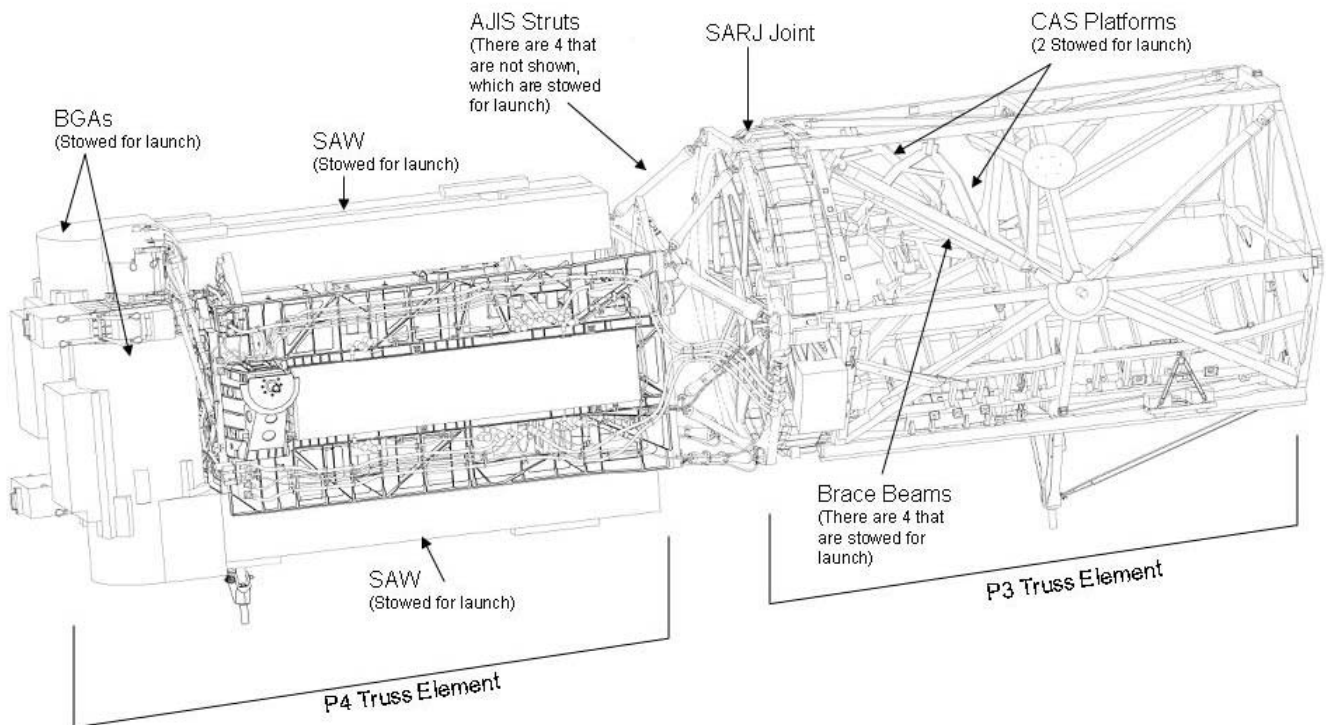 AJIS Struts
(There are 4 that
are not shown,
which are stowed
for launch)
SARJ Joint
CAS Platforms
(2 Stowed for launch)
BGAs
(Stowed for launch)
SAW
(Stowed for launch)
Brace Beams
(There are 4 that
are stowed for
launch)
SAW
(Stowed for launch)
P3 Truss Element
P4 Truss Element